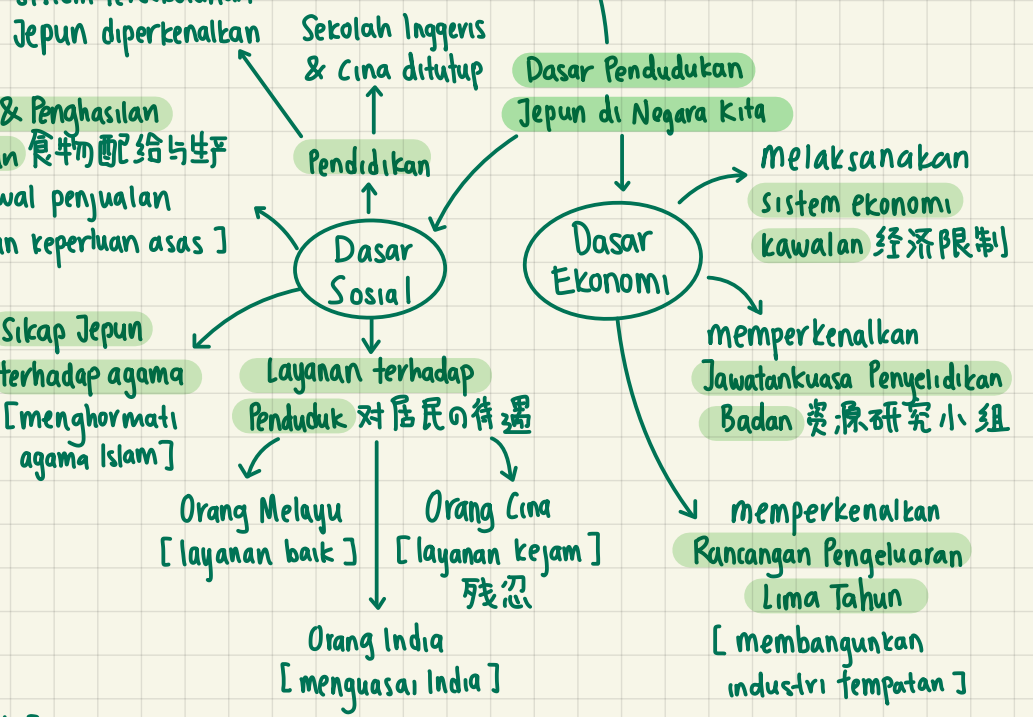 Jepun diperkenalkan
Sekolah Inggeris
& Cina ditutup
Dasar Pendudukan
Jepun di Negara Kita
& Penghasilan
食物配给与生产
penjualan
keperluan asas ]
Pendidikan
melaksanakan
sistem ekonomi
kawalan 经济限制
Dasar
Sosial
Dasar
Ekonomi
Sikap Jepun
terhadap agama
[menghormati
agama Islam]
Layanan terhadap
Penduduk 对居民の待遇
memperkenalkan
Jawatankuasa Penyelidikan
Badan 资源研究小组
Orang Melayu
[ layanan baik ]
Orang Cina
[ layanan kejam ]
残忍
Orang India
[ menguasai India ]
memperkenalkan
Rancangan Pengeluaran
Lima Tahun
[ membangunkan
industri tempatan ]